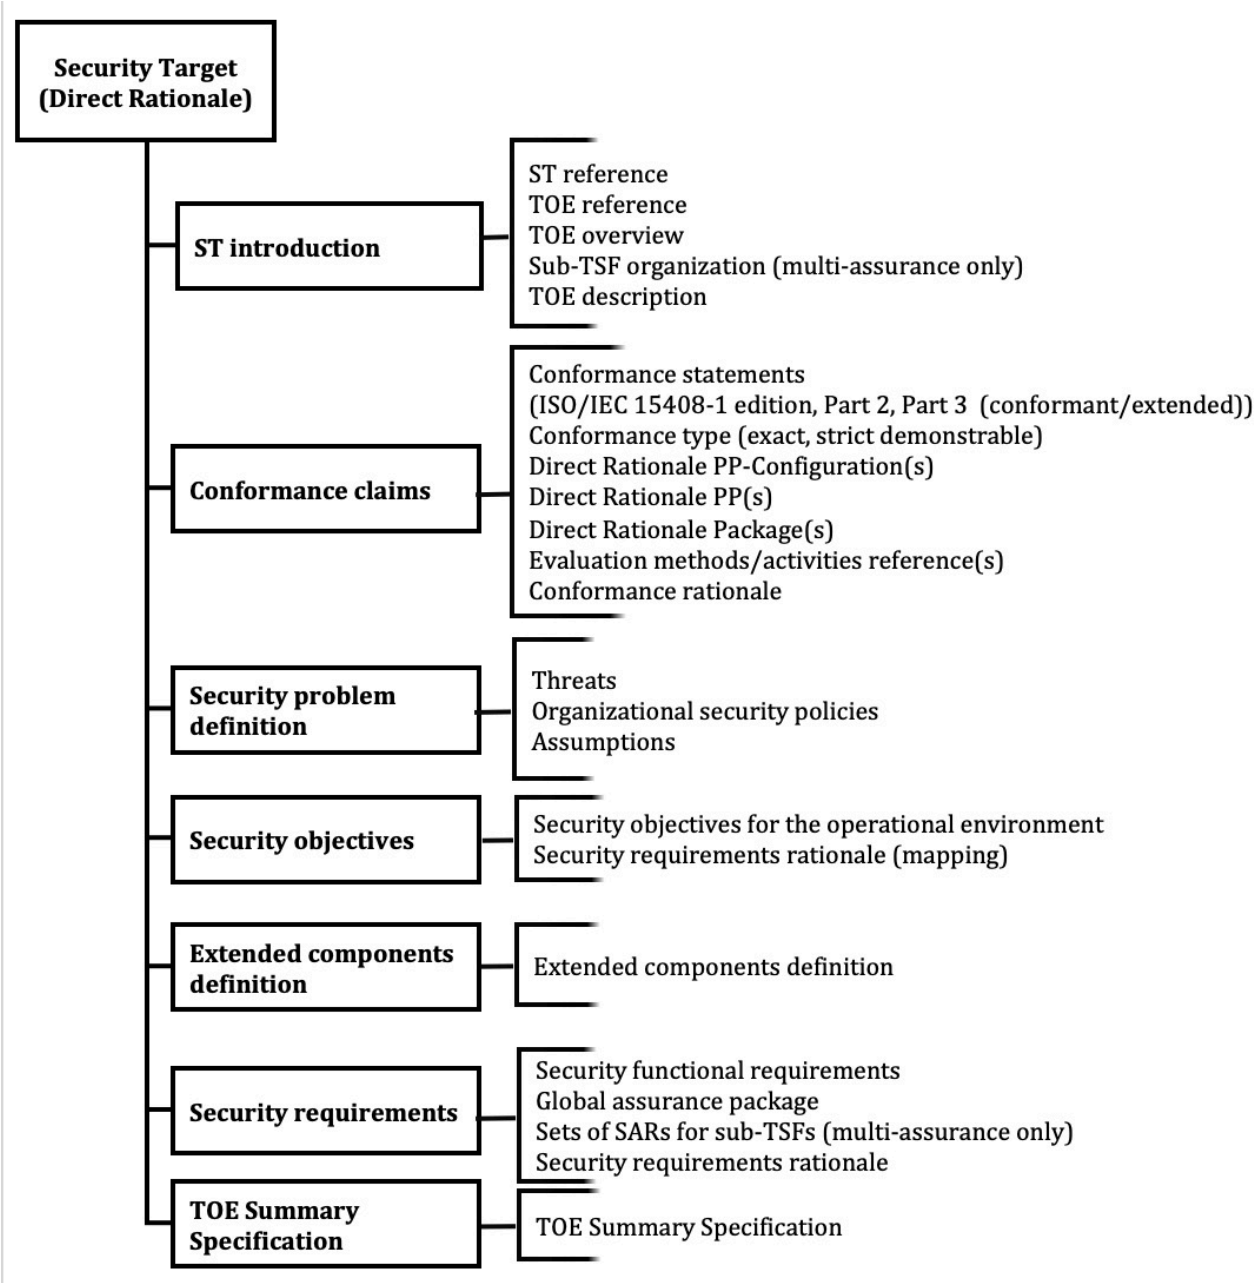 Security Target
(Direct Rationale)
ST introduction
ST reference
TOE reference
TOE overview
Sub-TSF organization (multi-assurance only)
TOE description
Conformance claims
Conformance statements
(ISO/IEC 15408-1 edition, Part 2, Part 3  (conformant/extended))
Conformance type (exact, strict demonstrable)
Direct Rationale PP-Configuration(s)
Direct Rationale PP(s)
Direct Rationale Package(s)
Evaluation methods/activities reference(s)
Conformance rationale
Security problem
definition
Threats
Organizational security policies
Assumptions
Security objectives
Security objectives for the operational environment
Security requirements rationale (mapping)
Extended components
definition
Extended components definition
Security requirements
Security functional requirements
Global assurance package
Sets of SARs for sub-TSFs (multi-assurance only)
Security requirements rationale
TOE Summary
Specification
TOE Summary Specification